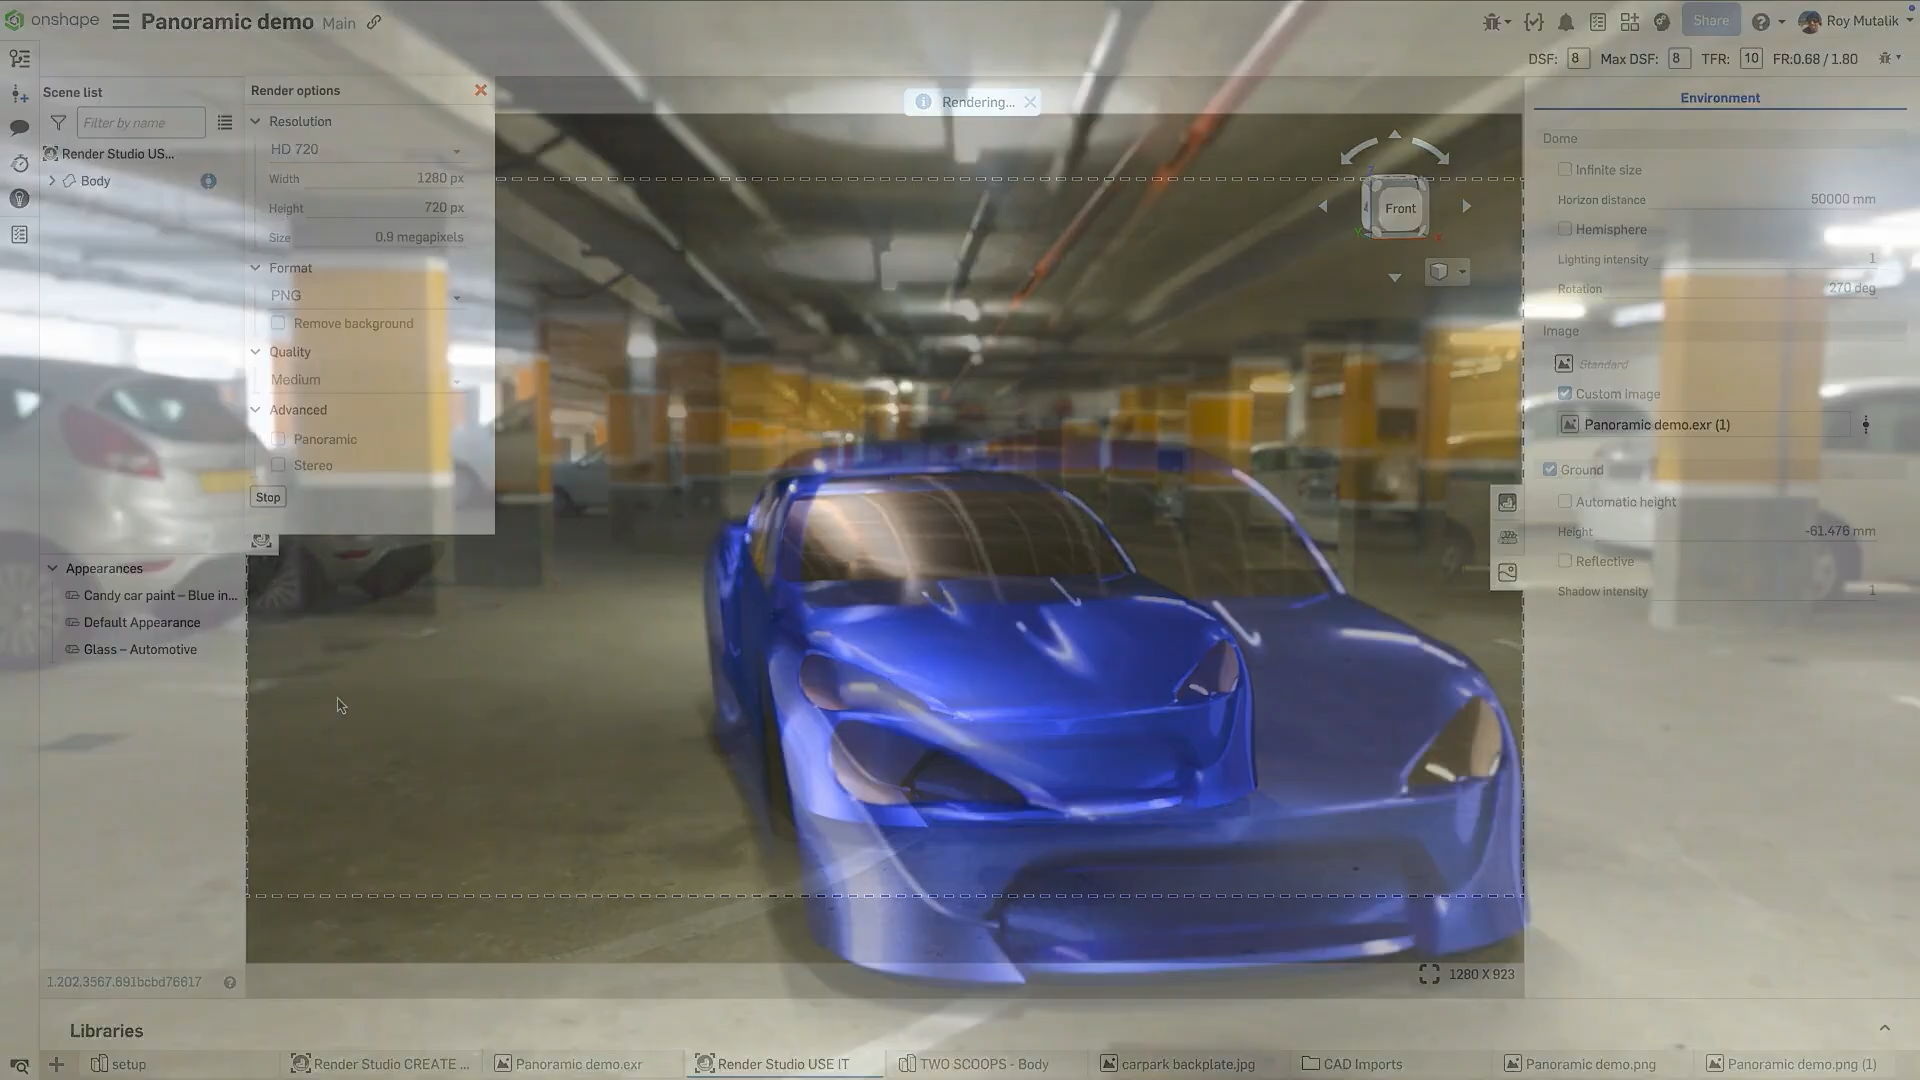 onshape
Panoramic demo Main
Share
Roy Mutalik
DSF: 8 Max DSF: 8 TFR: 10 FR:0.68 / 1.80
Scene list
Filter by name
Render Studio US...
Body
Render options
Resolution
HD 720
Width 1280 px
Height 720 px
Size 0.9 megapixels
Format
PNG
Remove background
Quality
Medium
Advanced
Panoramic
Stereo
Stop
Rendering...
Front
Environment
Dome
Infinite size
Horizon distance 50000 mm
Hemisphere
Lighting intensity 1
Rotation 270 deg
Image
Standard
Custom image
Panoramic demo.exr (1)
Ground
Automatic height
Height -61.476 mm
Reflective
Shadow intensity 1
Appearances
Candy car paint – Blue in...
Default Appearance
Glass – Automotive
1.202.3567.691bcbd76617
1280 X 923
Libraries
setup
Render Studio CREATE ...
Panoramic demo.exr
Render Studio USE IT
TWO SCOOPS - Body
carpark backplate.jpg
CAD Imports
Panoramic demo.png
Panoramic demo.png (1)